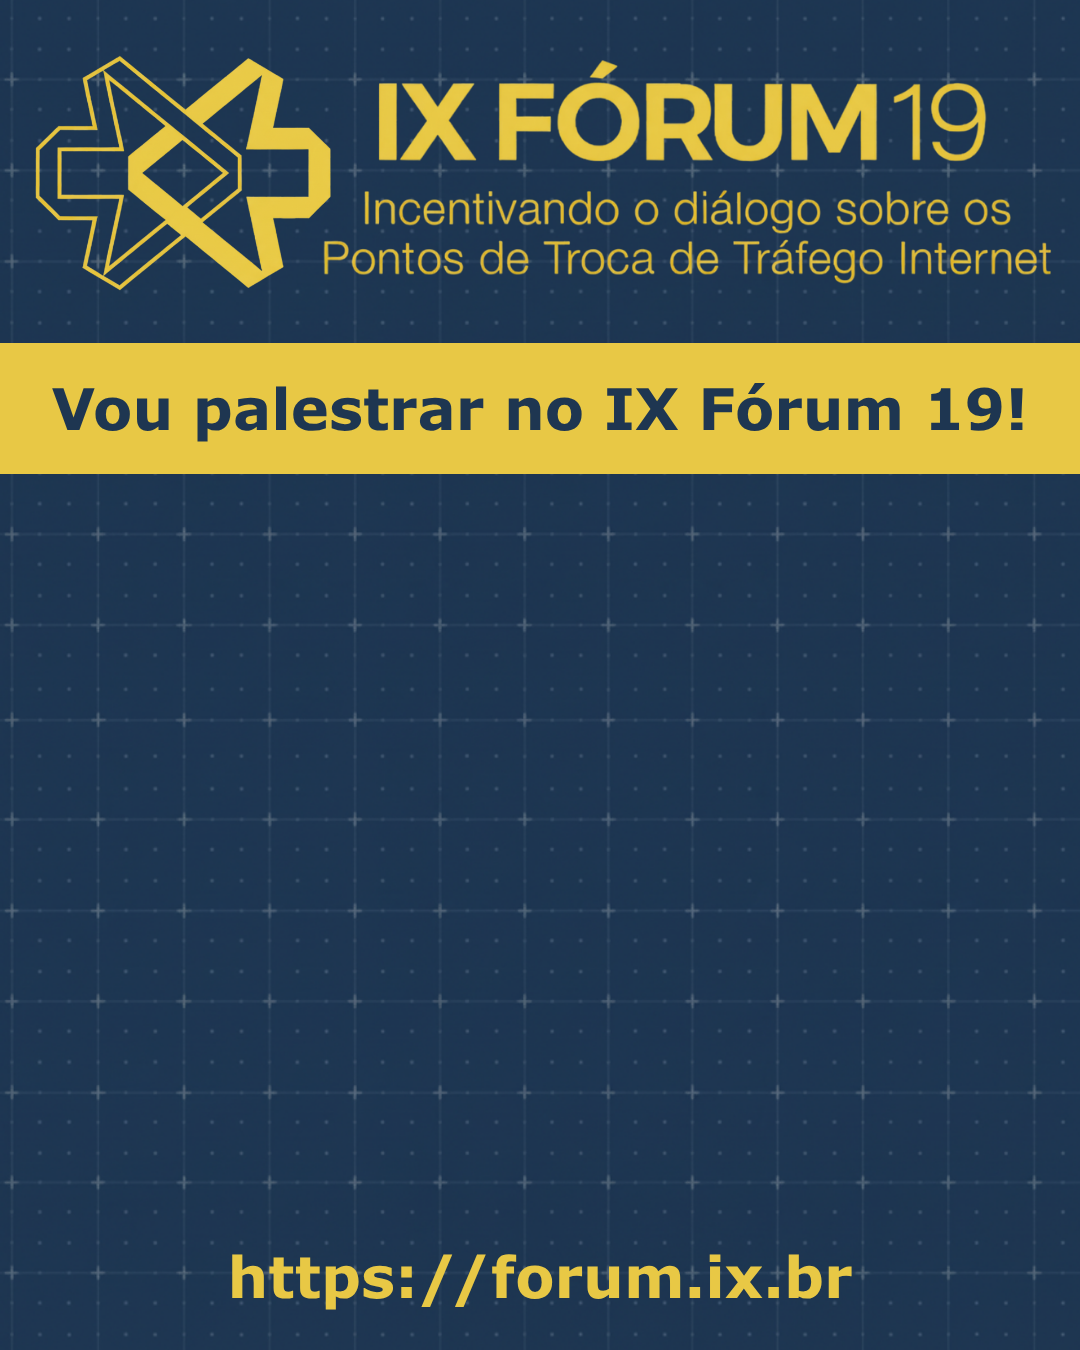 IX FÓRUM 19
Incentivando o diálogo sobre os
Pontos de Troca de Tráfego Internet
Vou palestrar no IX Fórum 19!
https://forum.ix.br